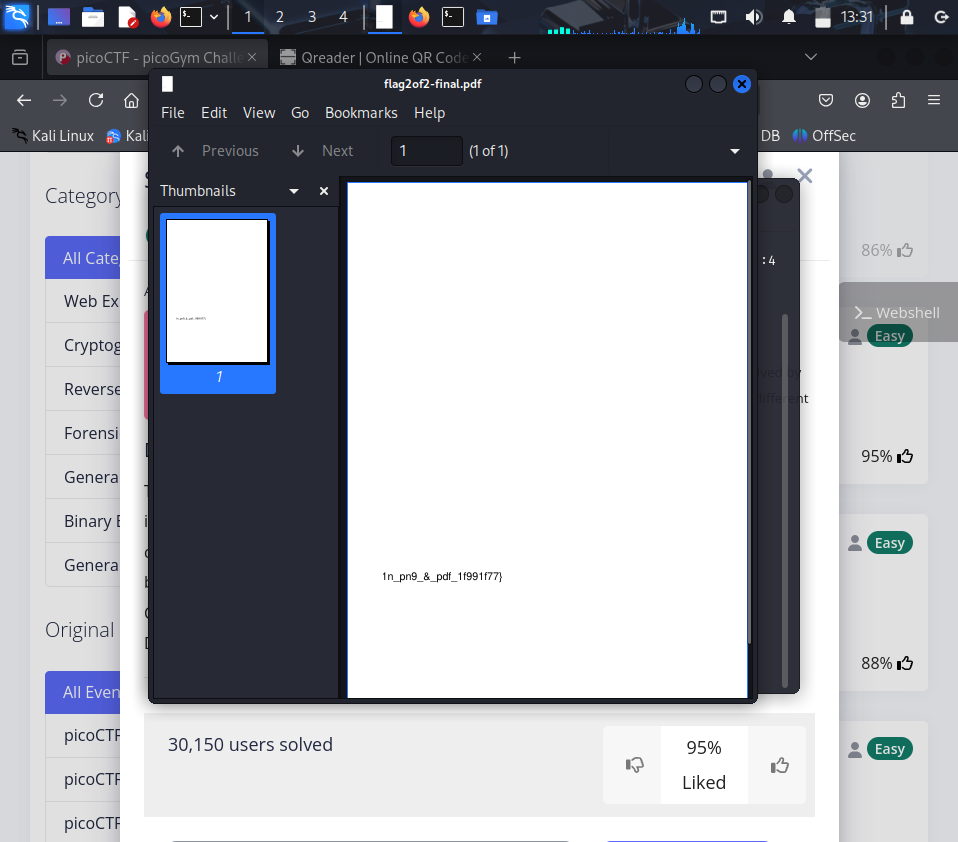 1 2 3 4 13:31
picoCTF - picoGym Challe Qreader | Online QR Code
flag2of2-final.pdf
File Edit View Go Bookmarks Help
Kali Linux Kali DB OffSec
Previous Next 1 (1 of 1)
Thumbnails
1n_pn9_&_pdf_1f991f77}
1
1n_pn9_&_pdf_1f991f77}
:4
Category
All Cate
Web Ex
Cryptog
Reverse
Forensi
Genera
Binary E
Genera
Original
All Even
picoCTF
picoCTF
picoCTF
86%
Webshell
Easy
95%
Easy
88%
Easy
different
30,150 users solved
95%
Liked